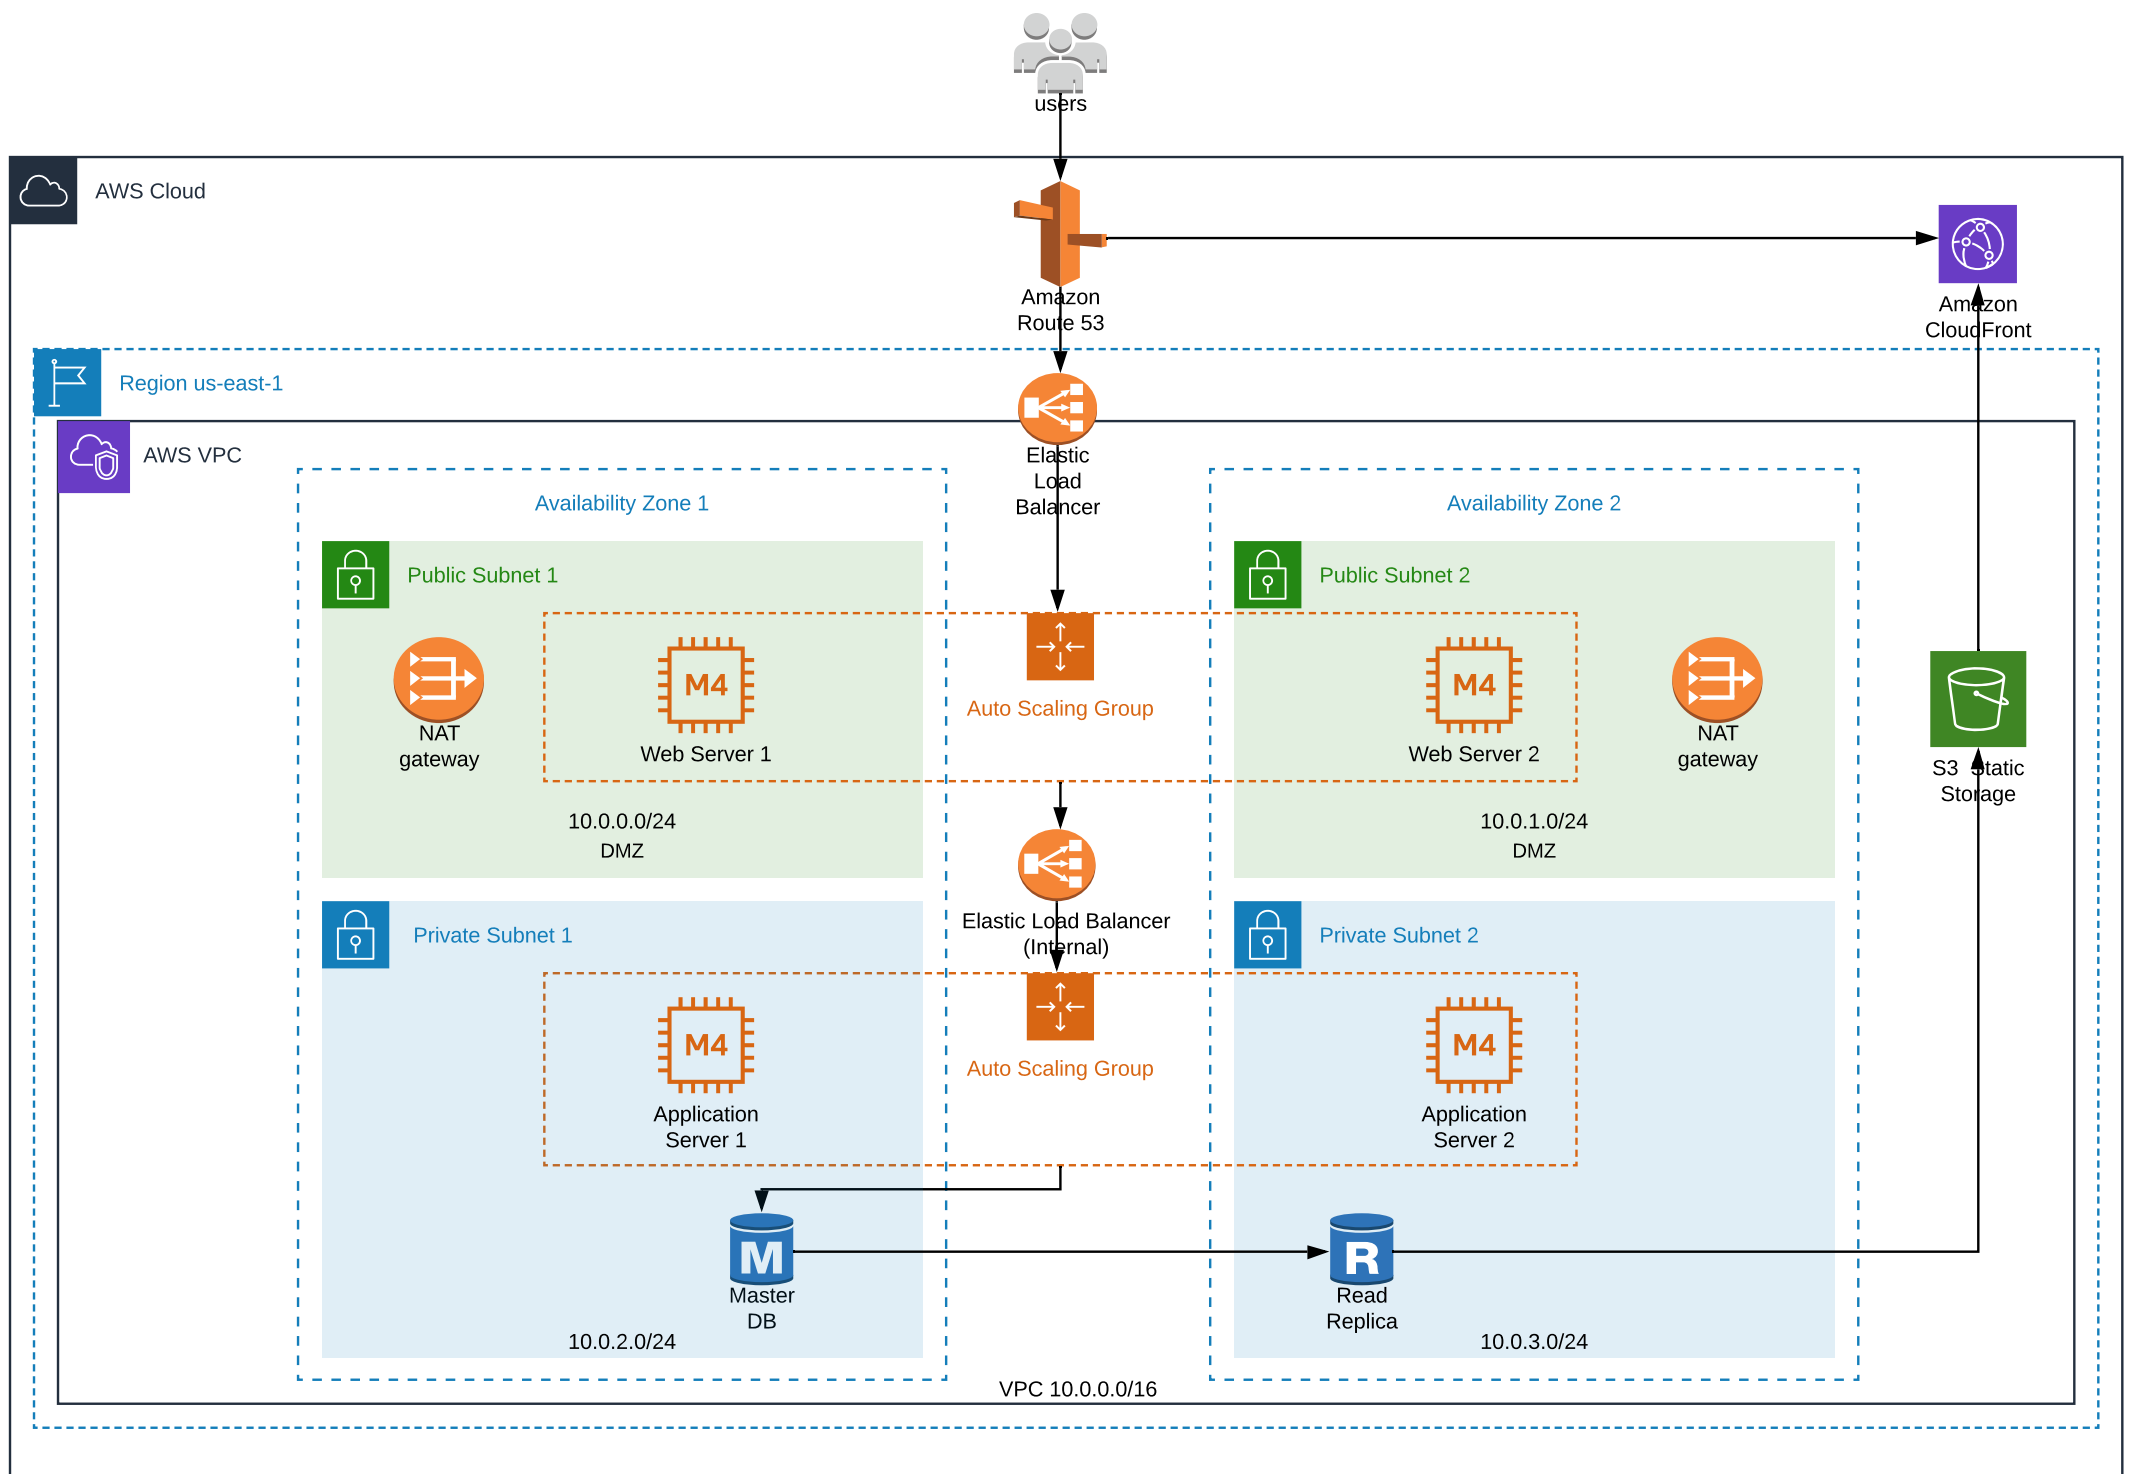 users
AWS Cloud
Amazon
Route 53
Amazon
CloudFront
Region us-east-1
AWS VPC
Elastic
Load
Balancer
Availability Zone 1
Availability Zone 2
Public Subnet 1
Public Subnet 2
M4
M4
Auto Scaling Group
NAT
gateway
Web Server 1
Web Server 2
NAT
gateway
S3 Static
Storage
10.0.0.0/24
DMZ
10.0.1.0/24
DMZ
Elastic Load Balancer
(Internal)
Private Subnet 1
Private Subnet 2
M4
M4
Auto Scaling Group
Application
Server 1
Application
Server 2
M
R
Master
DB
Read
Replica
10.0.2.0/24
10.0.3.0/24
VPC 10.0.0.0/16